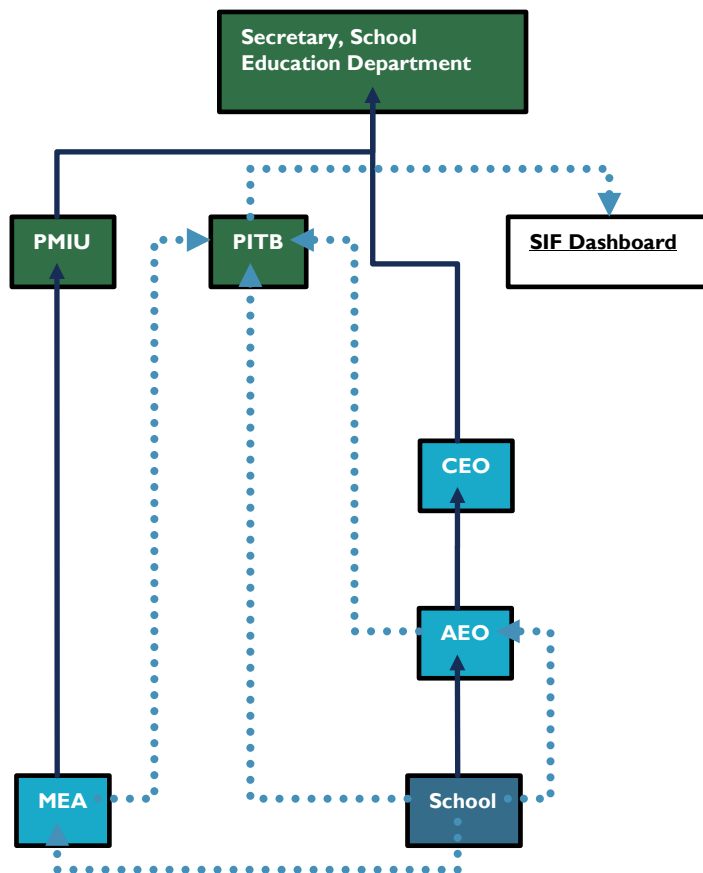 Secretary, School
Education Department
PMIU
PITB
SIF Dashboard
CEO
AEO
MEA
School